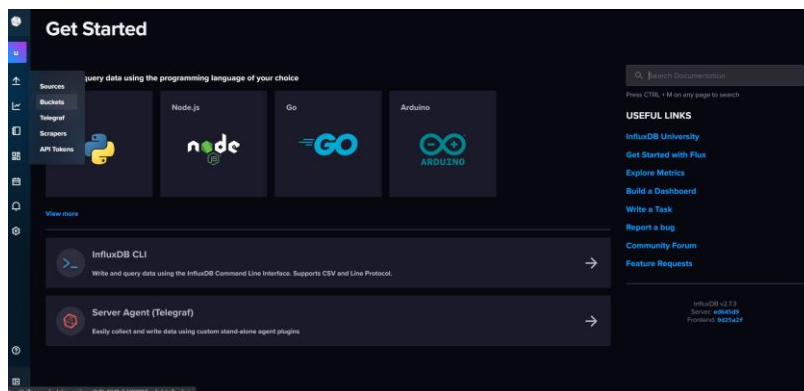 Get Started
query data using the programming language of your choice
Sources
Buckets
Telegraf
Scrapers
API Tokens
Node.js
node
JS
Go
GO
Arduino
ARDUINO
View more
InfluxDB CLI
Write and query data using the InfluxDB Command Line Interface. Supports CSV and Line Protocol.
Server Agent (Telegraf)
Easily collect and write data using custom stand-alone agent plugins
Search Documentation
Press CTRL + M on any page to search
USEFUL LINKS
InfluxDB University
Get Started with Flux
Explore Metrics
Build a Dashboard
Write a Task
Report a bug
Community Forum
Feature Requests
InfluxDB v2.7.3
Server: ed645d9
Frontend: 9d25a2f